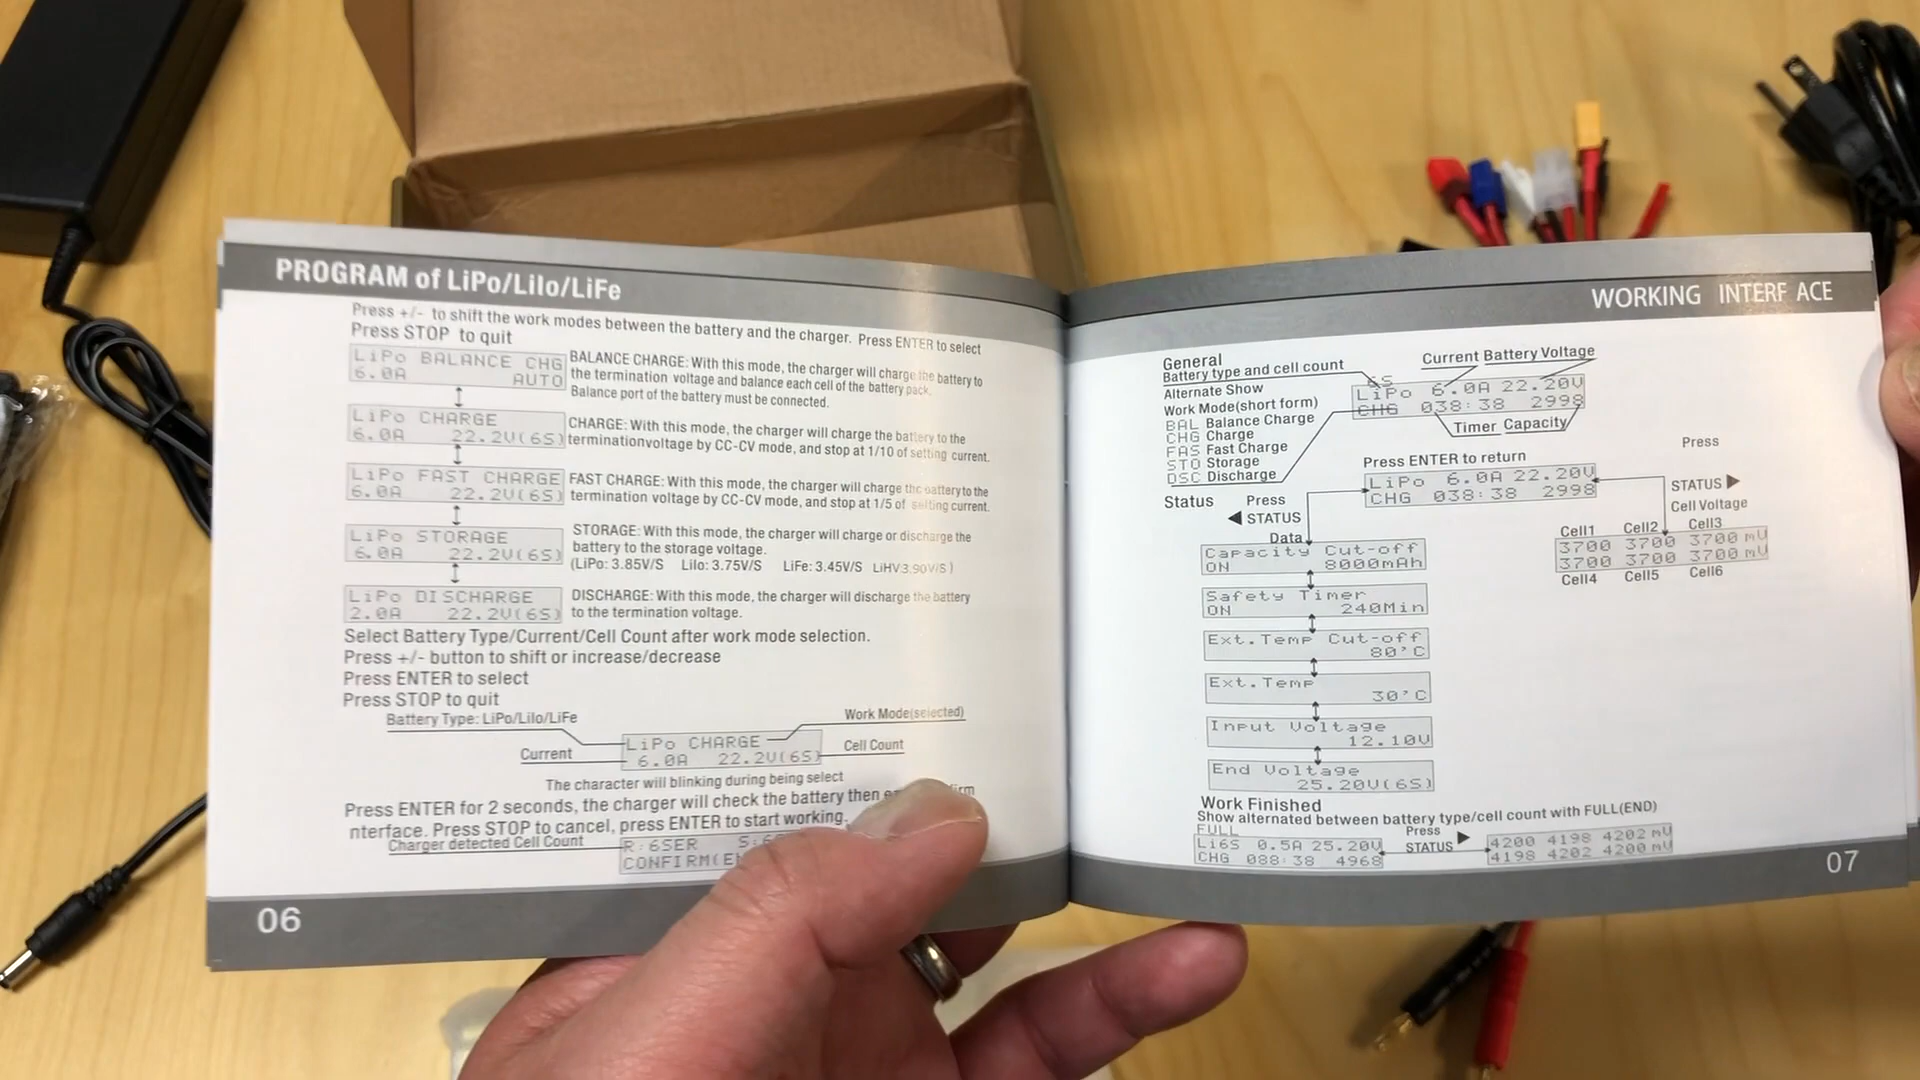 PROGRAM of LiPo/LiIo/LiFe
Press +/- to shift the work modes between the battery and the charger. Press ENTER to select
Press STOP to quit
LiPo BALANCE CHG
6.0A AUTO
BALANCE CHARGE: With this mode, the charger will charge the battery to
the termination voltage and balance each cell of the battery pack.
Balance port of the battery must be connected.
LiPo CHARGE
6.0A 22.2V(6S)
CHARGE: With this mode, the charger will charge the battery to the
terminationvoltage by CC-CV mode, and stop at 1/10 of setting current.
LiPo FAST CHARGE
6.0A 22.2V(6S)
FAST CHARGE: With this mode, the charger will charge the battery to the
termination voltage by CC-CV mode, and stop at 1/5 of setting current.
LiPo STORAGE
6.0A 22.2V(6S)
STORAGE: With this mode, the charger will charge or discharge the
battery to the storage voltage.
(LiPo: 3.85V/S LiIo: 3.75V/S LiFe: 3.45V/S LiHV3.90V/S)
LiPo DISCHARGE
2.0A 22.2V(6S)
DISCHARGE: With this mode, the charger will discharge the battery
to the termination voltage.
Select Battery Type/Current/Cell Count after work mode selection.
Press +/- button to shift or increase/decrease
Press ENTER to select
Press STOP to quit
Battery Type: LiPo/LiIo/LiFe
Work Mode(selected)
Current
LiPo CHARGE
6.0A 22.2V(6S)
Cell Count
The character will blinking during being select
Press ENTER for 2 seconds, the charger will check the battery then
nterface. Press STOP to cancel, press ENTER to start working.
Charger detected Cell Count
R:6SER
06
WORKING INTERF ACE
General
Battery type and cell count
Current Battery Voltage
Alternate Show
6S
LiPo 6.0A 22.20V
CHG 038:38 2998
Timer Capacity
Work Mode(short form)
BAL Balance Charge
CHG Charge
FAS Fast Charge
STO Storage
DSC Discharge
Status
Press ENTER to return
LiPo 6.0A 22.20V
CHG 038:38 2998
Press
◀ STATUS
Data
Press
STATUS ▶
Cell Voltage
Cell1 Cell2 Cell3
3700 3700 3700 mV
3700 3700 3700 mV
Cell4 Cell5 Cell6
Capacity Cut-off
ON 8000mAh
Safety Timer
ON 240Min
Ext.Temp Cut-off
80'C
Ext.Temp
30'C
Input Voltage
12.10V
End Voltage
25.20V(6S)
Work Finished
Show alternated between battery type/cell count with FULL(END)
FULL
Li6S 0.5A 25.20V
CHG 088:38 4968
Press
STATUS ▶
4200 4198 4202 mV
4198 4202 4200 mV
07